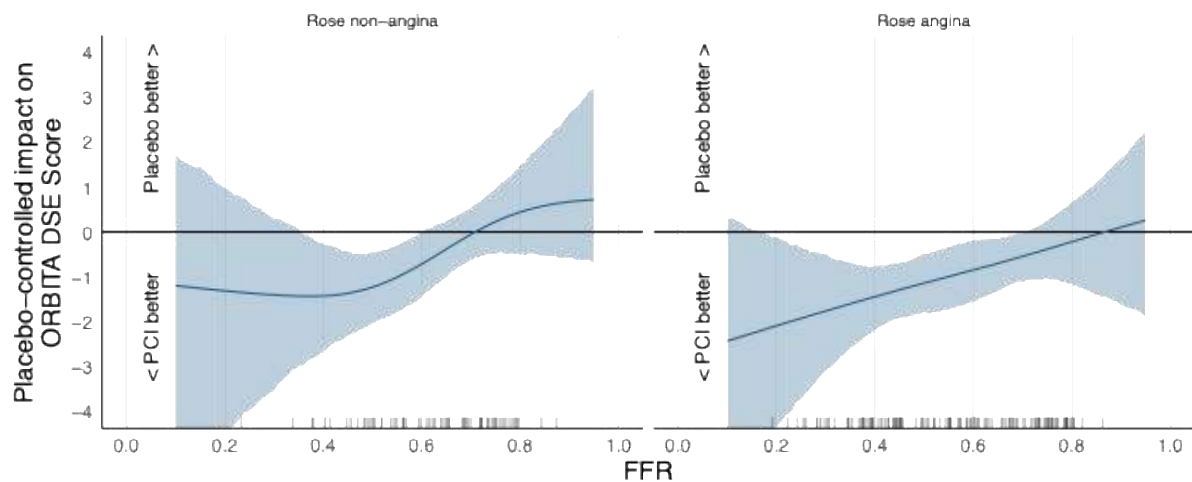 Rose non−angina
Rose angina
Placebo−controlled impact on
ORBITA DSE Score
4
3
2
1
0
−1
−2
−3
−4
Placebo better >
< PCI better
Placebo better >
< PCI better
0.0 0.2 0.4 0.6 0.8 1.0
0.0 0.2 0.4 0.6 0.8 1.0
FFR